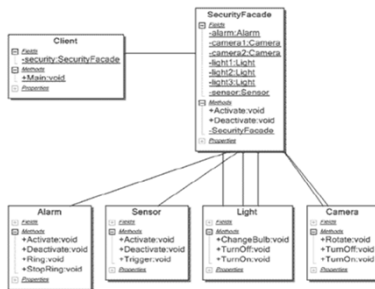 SecurityFacade
Fields
-alarm:Alarm
-camera1:Camera
-camera2:Camera
-light1:Light
-light2:Light
-light3:Light
-sensor:Sensor
Methods
+Activate:void
+Deactivate:void
-SecurityFacade
Properties
Client
Fields
-security:SecurityFacade
Methods
+Main:void
Properties
Alarm
Fields
Methods
+Activate:void
+Deactivate:void
+Ring:void
+StopRing:void
Properties
Sensor
Fields
Methods
+Activate:void
+Deactivate:void
+Trigger:void
Properties
Light
Fields
Methods
+ChangeBulb:void
+TurnOff:void
+TurnOn:void
Properties
Camera
Fields
Methods
+Rotate:void
+TurnOff:void
+TurnOn:void
Properties